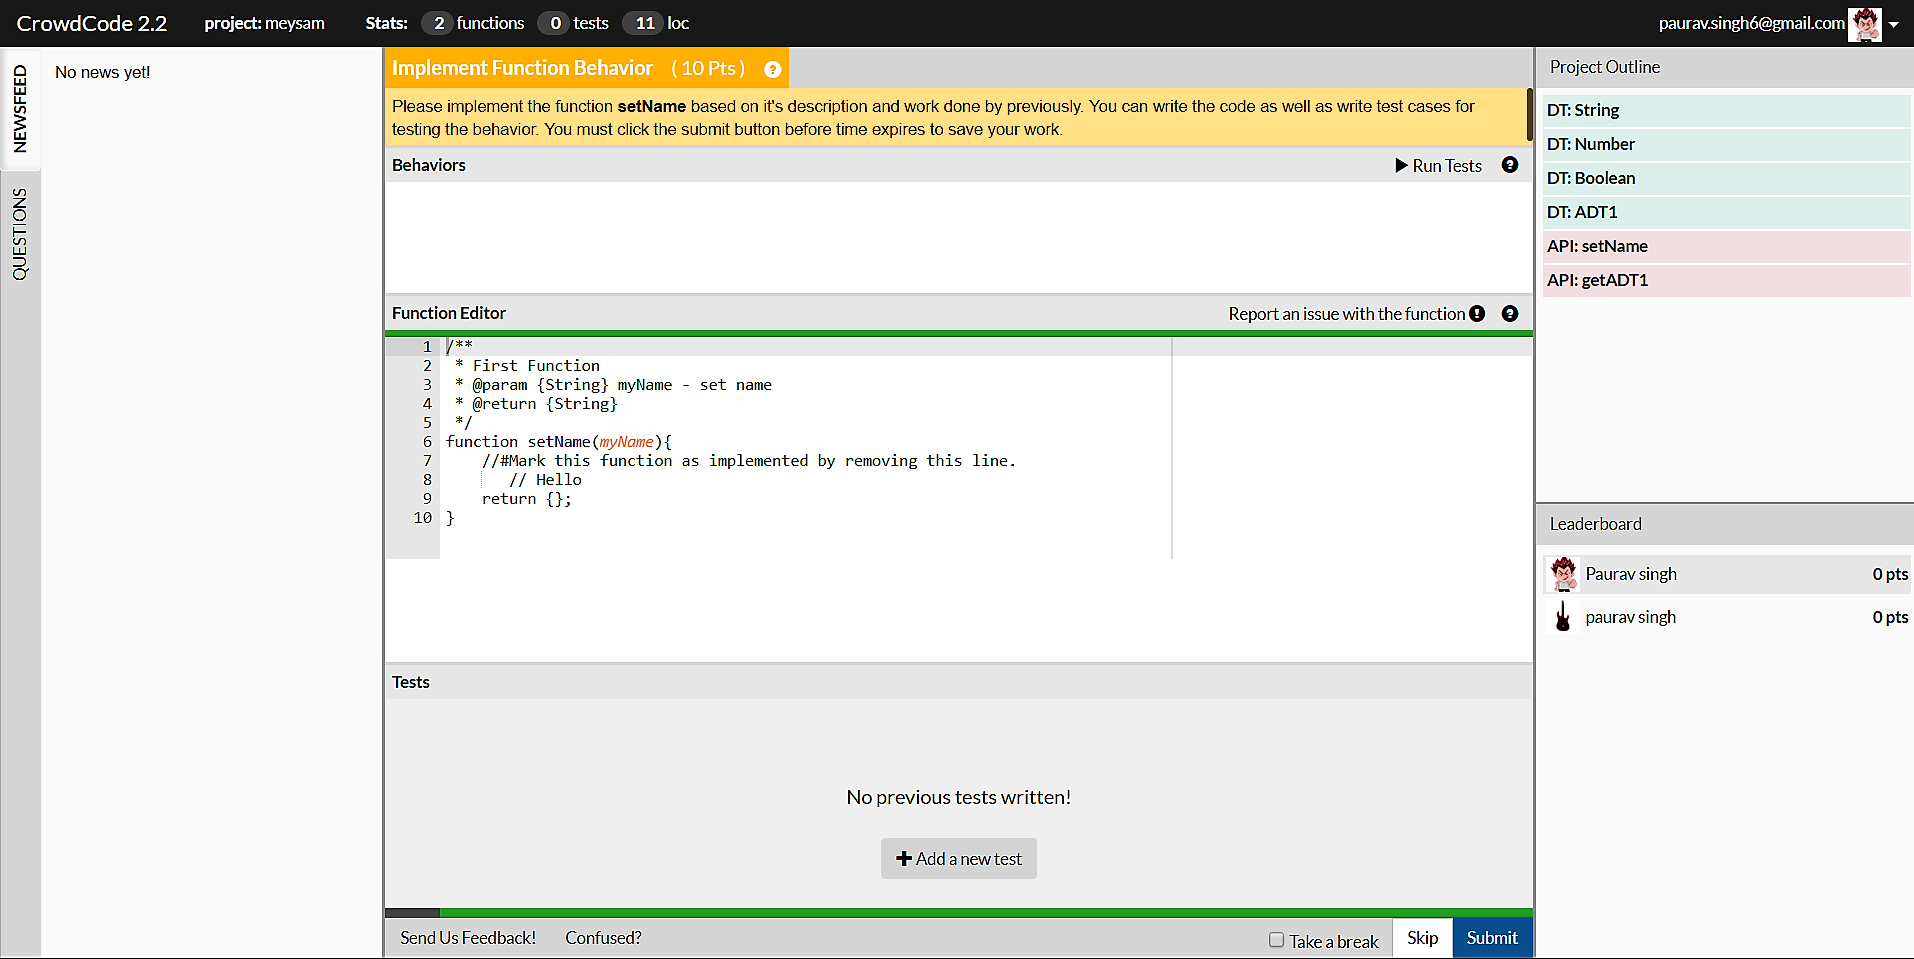 CrowdCode 2.2 project: meysam Stats: 2 functions 0 tests 11 loc paurav.singh6@gmail.com
NEWSFEED
QUESTIONS
No news yet!
Implement Function Behavior ( 10 Pts ) ?
Please implement the function setName based on it's description and work done by previously. You can write the code as well as write test cases for
testing the behavior. You must click the submit button before time expires to save your work.
Behaviors Run Tests ?
Function Editor Report an issue with the function ! ?
1 /**
2  * First Function
3  * @param {String} myName - set name
4  * @return {String}
5  */
6 function setName(myName){
7     //#Mark this function as implemented by removing this line.
8        // Hello
9     return {};
10 }
Tests
No previous tests written!
+ Add a new test
Send Us Feedback! Confused? Take a break Skip Submit
Project Outline
DT: String
DT: Number
DT: Boolean
DT: ADT1
API: setName
API: getADT1
Leaderboard
Paurav singh 0 pts
paurav singh 0 pts